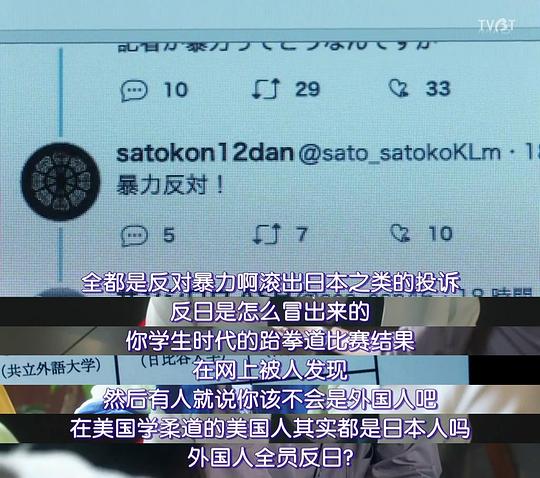 TVBT
記者が暴力ってどうなんですか
10 29 33
satokon12dan @sato_satokoKLm・18
暴力反対！
5 7 10
全都是反对暴力啊滚出日本之类的投诉
18時間
反日是怎么冒出来的
你学生时代的跆拳道比赛结果
(共立外語大学)
在网上被人发现
然后有人就说你该不会是外国人吧
在美国学柔道的美国人其实都是日本人吗
外国人全员反日?